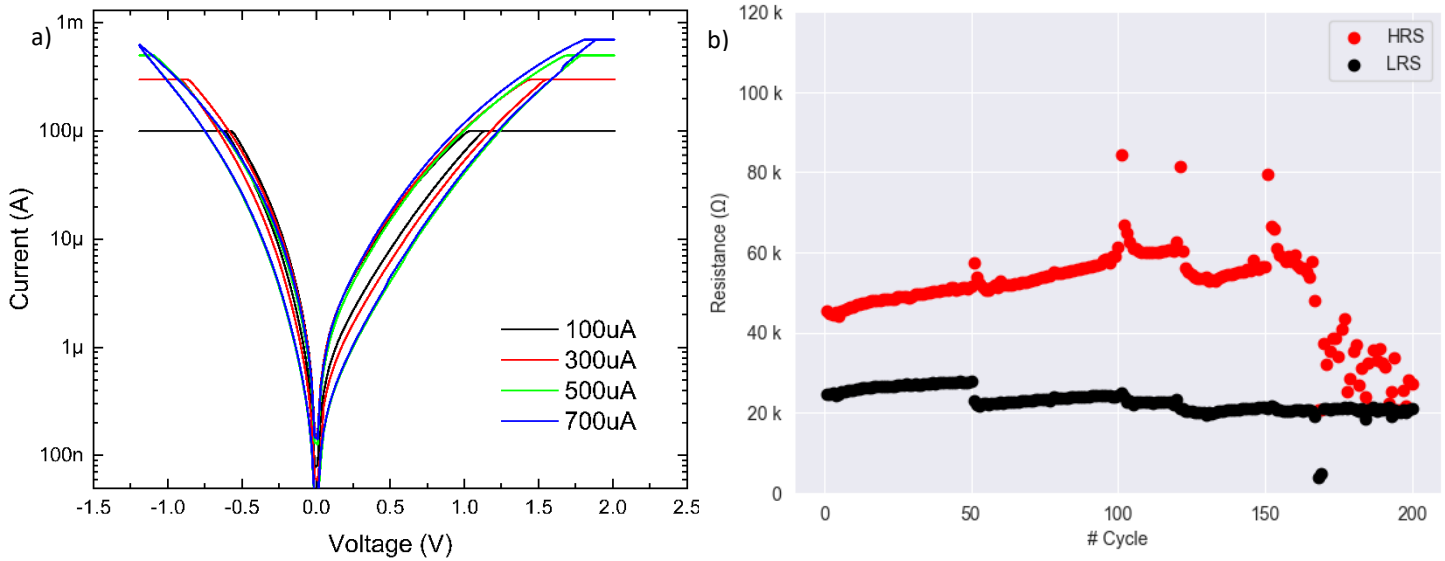 a)
1m
100µ
10µ
1µ
100n
Current (A)
-1.5 -1.0 -0.5 0.0 0.5 1.0 1.5 2.0 2.5
Voltage (V)
100uA
300uA
500uA
700uA
b)
120 k
100 k
80 k
60 k
40 k
20 k
0
Resistance (Ω)
0 50 100 150 200
# Cycle
HRS
LRS